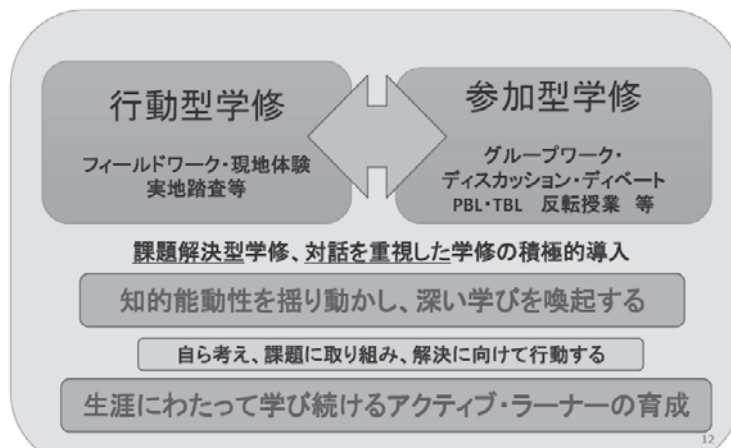 行動型学修
フィールドワーク・現地体験
実地踏査等
参加型学修
グループワーク・
ディスカッション・ディベート
PBL・TBL　反転授業　等
課題解決型学修、対話を重視した学修の積極的導入
知的能動性を揺り動かし、深い学びを喚起する
自ら考え、課題に取り組み、解決に向けて行動する
生涯にわたって学び続けるアクティブ・ラーナーの育成
12